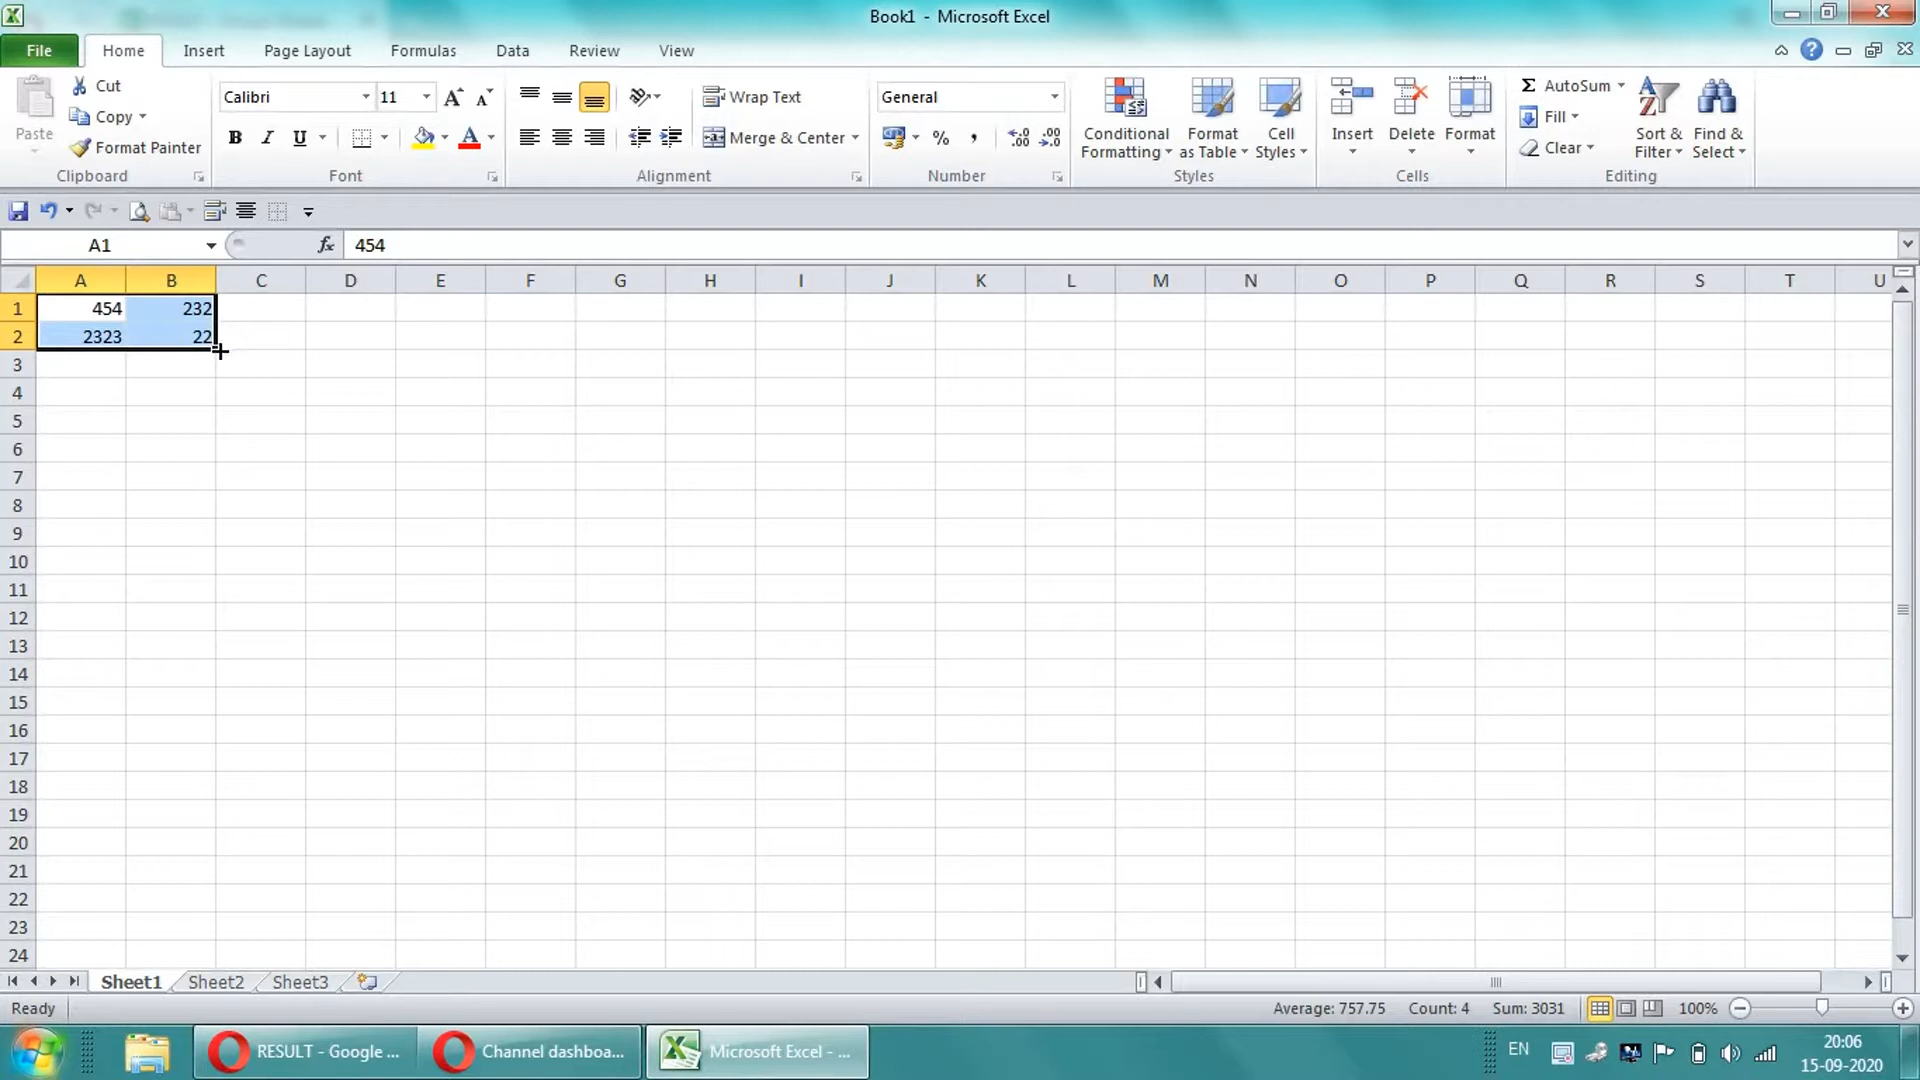 Book1 - Microsoft Excel
File Home Insert Page Layout Formulas Data Review View
Paste
Cut
Copy
Format Painter
Clipboard
Calibri 11
B I U
Font
Wrap Text
Merge & Center
Alignment
General
%
Number
Conditional Formatting
Format as Table
Cell Styles
Styles
Insert Delete Format
Cells
Σ AutoSum
Fill
Clear
Sort & Filter
Find & Select
Editing
A1 fx 454
A B C D E F G H I J K L M N O P Q R S T U
1 454 232
2 2323 22
3
4
5
6
7
8
9
10
11
12
13
14
15
16
17
18
19
20
21
22
23
24
Sheet1 Sheet2 Sheet3
Ready Average: 757.75 Count: 4 Sum: 3031 100%
RESULT - Google ... Channel dashboa... Microsoft Excel - ... EN 20:06
15-09-2020